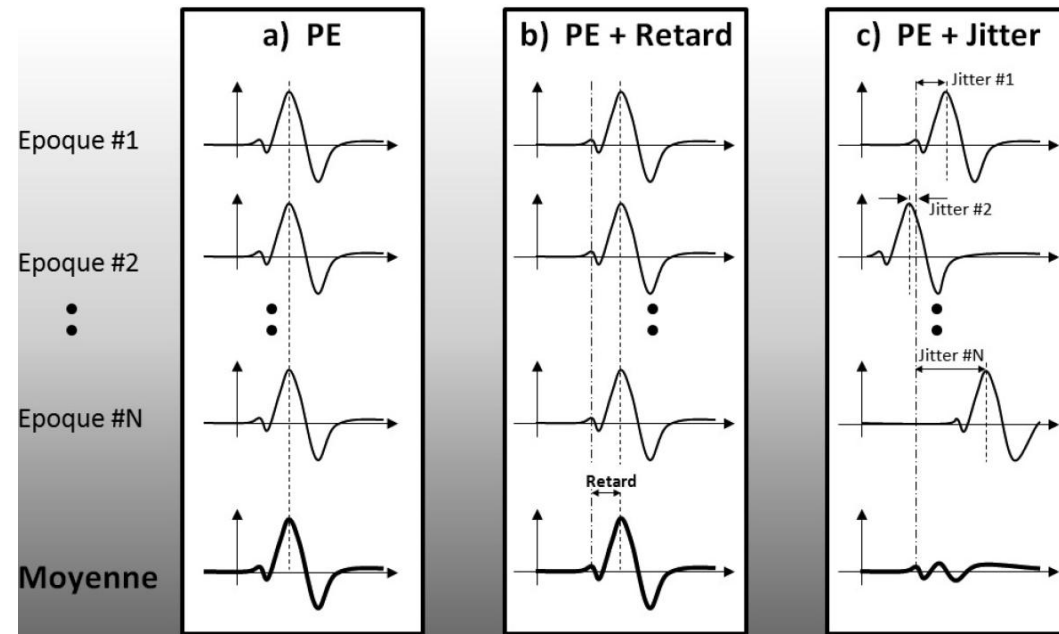 a) PE
b) PE + Retard
c) PE + Jitter
Epoque #1
Jitter #1
Epoque #2
Jitter #2
Epoque #N
Jitter #N
Retard
Moyenne